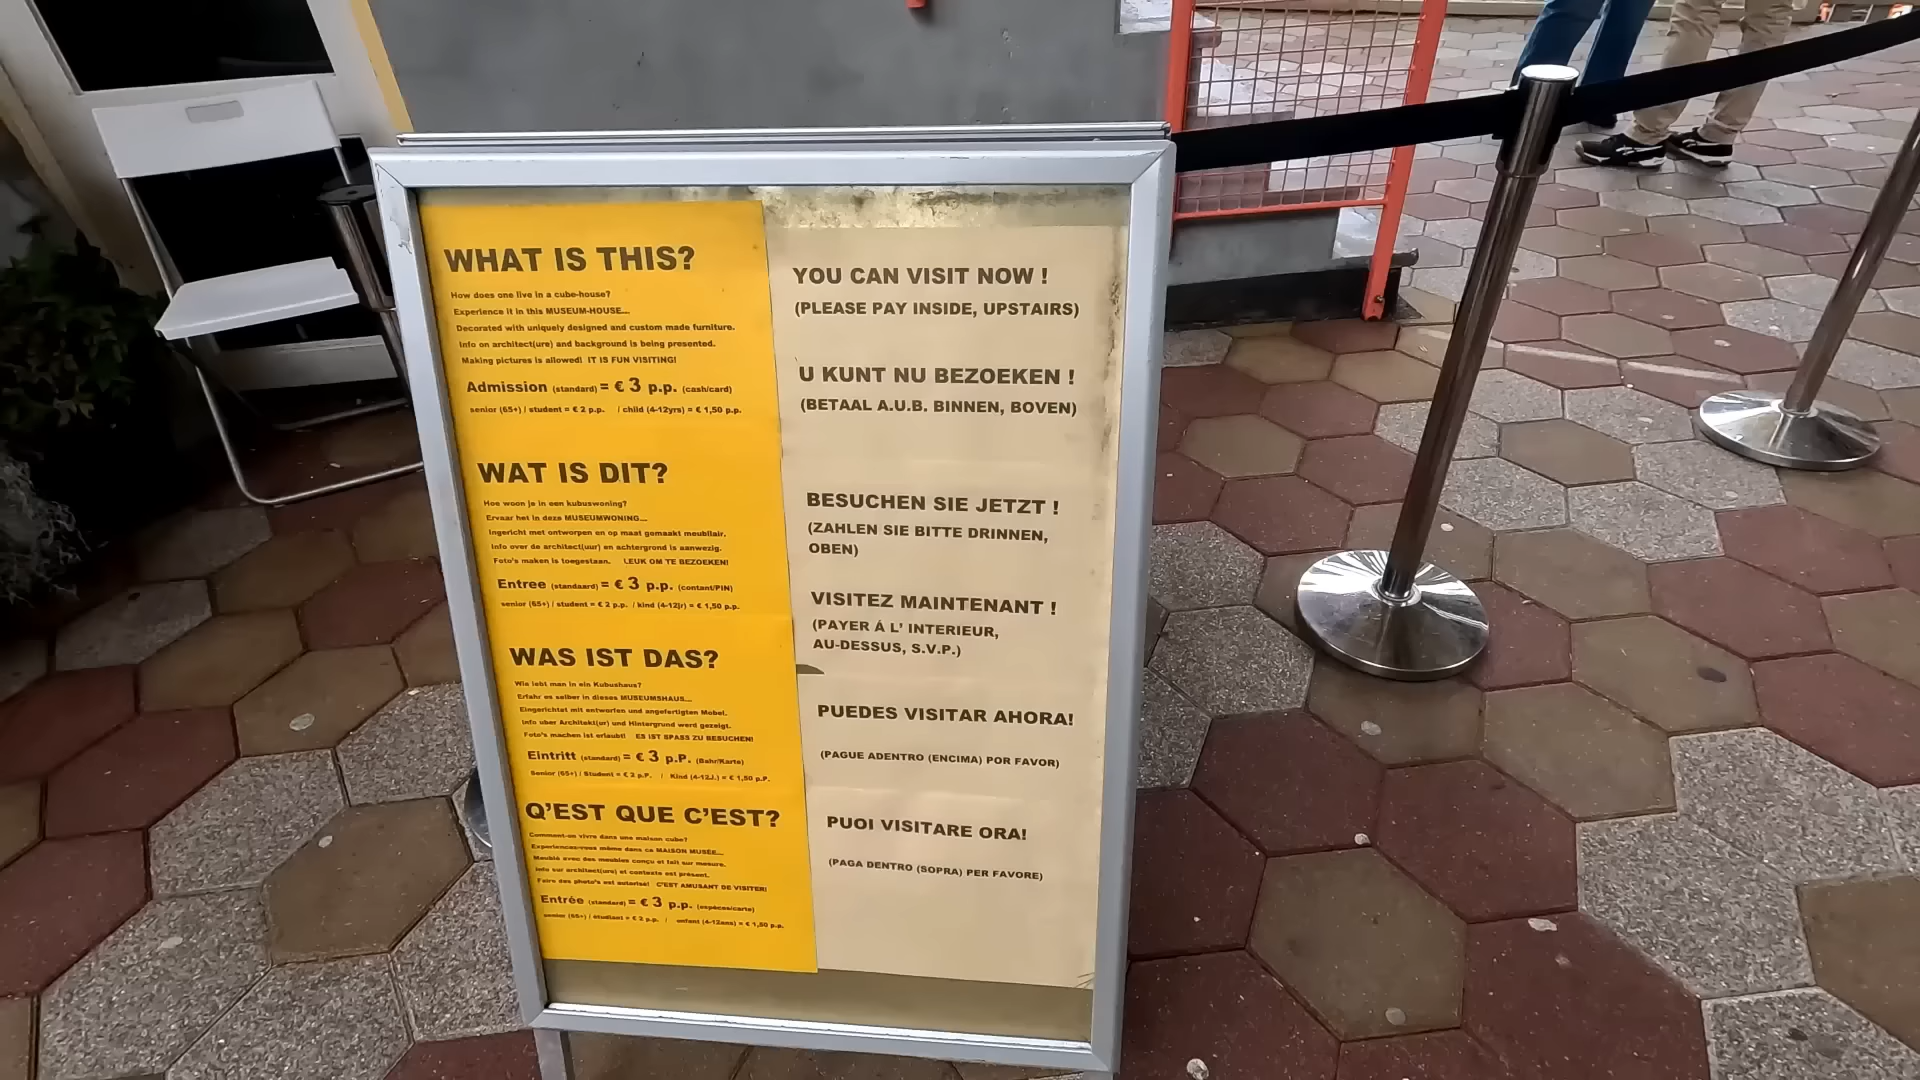 WHAT IS THIS?
How does one live in a cube-house?
Experience it in this MUSEUM-HOUSE...
Decorated with uniquely designed and custom made furniture.
Info on architect(ure) and background is being presented.
Making pictures is allowed! IT IS FUN VISITING!
Admission (standard) = € 3 p.p. (cash/card)
senior (65+) / student = € 2 p.p. / child (4-12yrs) = € 1,50 p.p.
WAT IS DIT?
Hoe woon je in een kubuswoning?
Ervaar het in deze MUSEUMWONING...
Ingericht met ontworpen en op maat gemaakt meubilair.
Info over de architect(uur) en achtergrond is aanwezig.
Foto's maken is toegestaan. LEUK OM TE BEZOEKEN!
Entree (standaard) = € 3 p.p. (contant/PIN)
senior (65+) / student = € 2 p.p. / kind (4-12jr) = € 1,50 p.p.
WAS IST DAS?
Wie lebt man in ein Kubushaus?
Erfahr es selber in dieses MUSEUMSHAUS...
Eingerichtet mit entworfen und angefertigten Mobel.
Info uber Architekt(ur) und Hintergrund werd gezeigt.
Foto's machen ist erlaubt! ES IST SPASS ZU BESUCHEN!
Eintritt (standard) = € 3 p.P. (Bahr/Karte)
Senior (65+) / Student = € 2 p.P. / Kind (4-12J.) = € 1,50 p.P.
Q'EST QUE C'EST?
Comment-on vivre dans une maison cube?
Experiences-vous même dans ca MAISON MUSÉE...
Meublé avec des meubles conçu et fait sur mesure.
Info sur architect(ure) et contexte est présent.
Faire des photo's est autorisé! C'EST AMUSANT DE VISITER!
Entrée (standard) = € 3 p.p. (espèces/carte)
senior (65+) / étudiant = € 2 p.p. / enfant (4-12ans) = € 1,50 p.p.
YOU CAN VISIT NOW !
(PLEASE PAY INSIDE, UPSTAIRS)
U KUNT NU BEZOEKEN !
(BETAAL A.U.B. BINNEN, BOVEN)
BESUCHEN SIE JETZT !
(ZAHLEN SIE BITTE DRINNEN,
OBEN)
VISITEZ MAINTENANT !
(PAYER Á L' INTERIEUR,
AU-DESSUS, S.V.P.)
PUEDES VISITAR AHORA!
(PAGUE ADENTRO (ENCIMA) POR FAVOR)
PUOI VISITARE ORA!
(PAGA DENTRO (SOPRA) PER FAVORE)